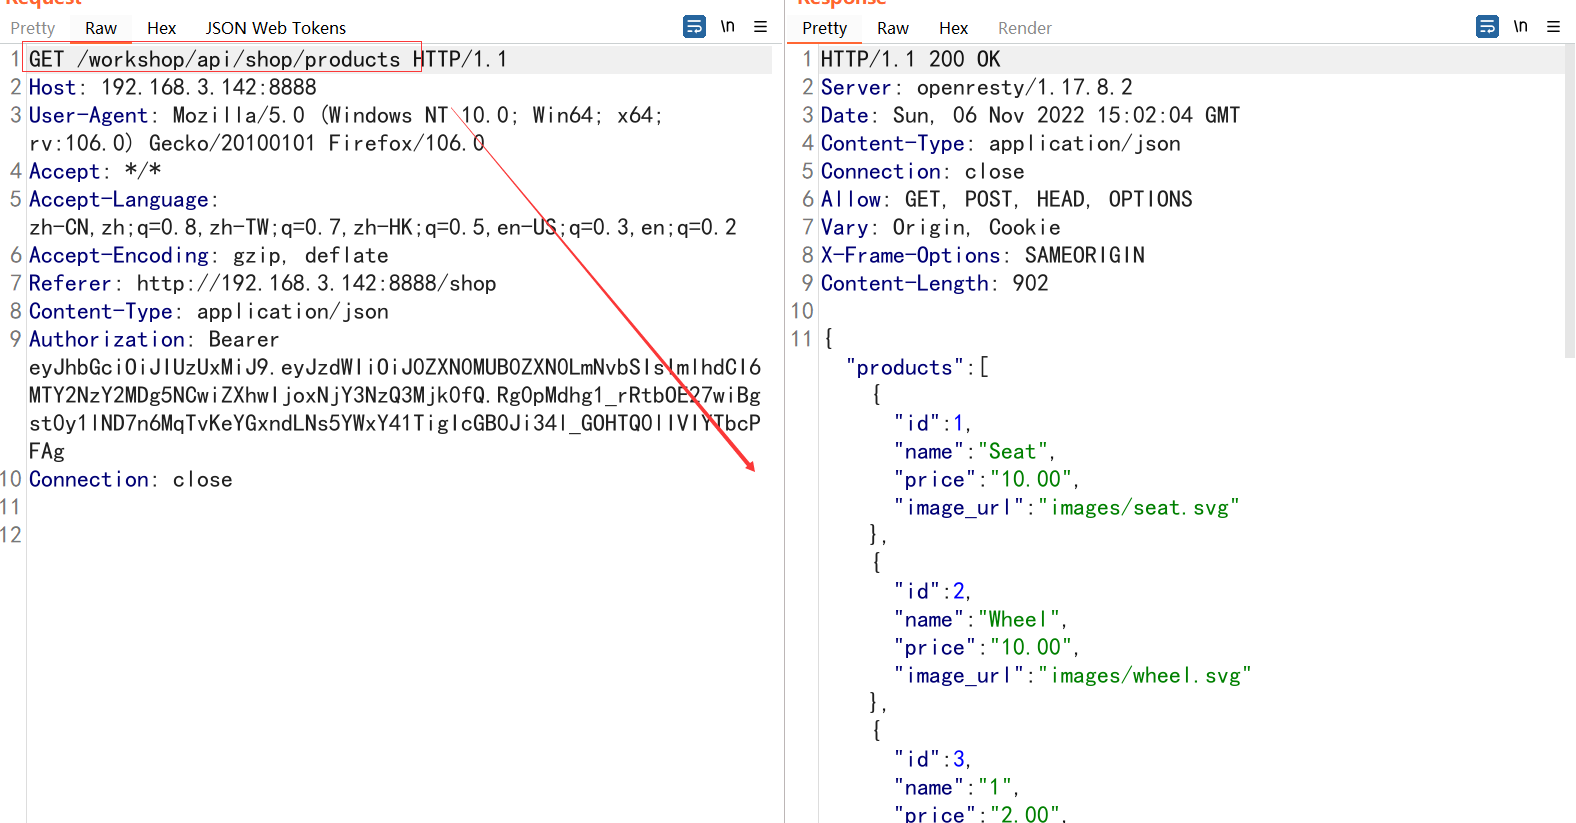 Request
Pretty Raw Hex JSON Web Tokens \n
1 GET /workshop/api/shop/products HTTP/1.1
2 Host: 192.168.3.142:8888
3 User-Agent: Mozilla/5.0 (Windows NT 10.0; Win64; x64;
rv:106.0) Gecko/20100101 Firefox/106.0
4 Accept: */*
5 Accept-Language:
zh-CN,zh;q=0.8,zh-TW;q=0.7,zh-HK;q=0.5,en-US;q=0.3,en;q=0.2
6 Accept-Encoding: gzip, deflate
7 Referer: http://192.168.3.142:8888/shop
8 Content-Type: application/json
9 Authorization: Bearer
10 Connection: close
11
12
Response
Pretty Raw Hex Render \n
1 HTTP/1.1 200 OK
2 Server: openresty/1.17.8.2
3 Date: Sun, 06 Nov 2022 15:02:04 GMT
4 Content-Type: application/json
5 Connection: close
6 Allow: GET, POST, HEAD, OPTIONS
7 Vary: Origin, Cookie
8 X-Frame-Options: SAMEORIGIN
9 Content-Length: 902
10
11 {
"products":[
{
"id":1,
"name":"Seat",
"price":"10.00",
"image_url":"images/seat.svg"
},
{
"id":2,
"name":"Wheel",
"price":"10.00",
"image_url":"images/wheel.svg"
},
{
"id":3,
"name":"1",
"price":"2.00",